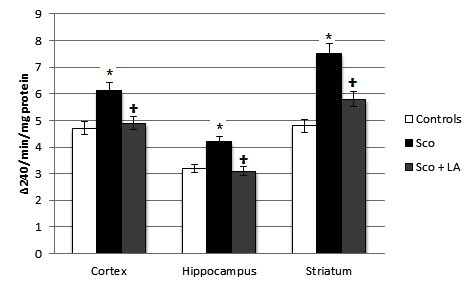 9
8
7
6
5
4
3
2
1
0
Δ240/min/mg protein
*
✝
*
✝
*
✝
Cortex
Hippocampus
Striatum
Controls
Sco
Sco + LA